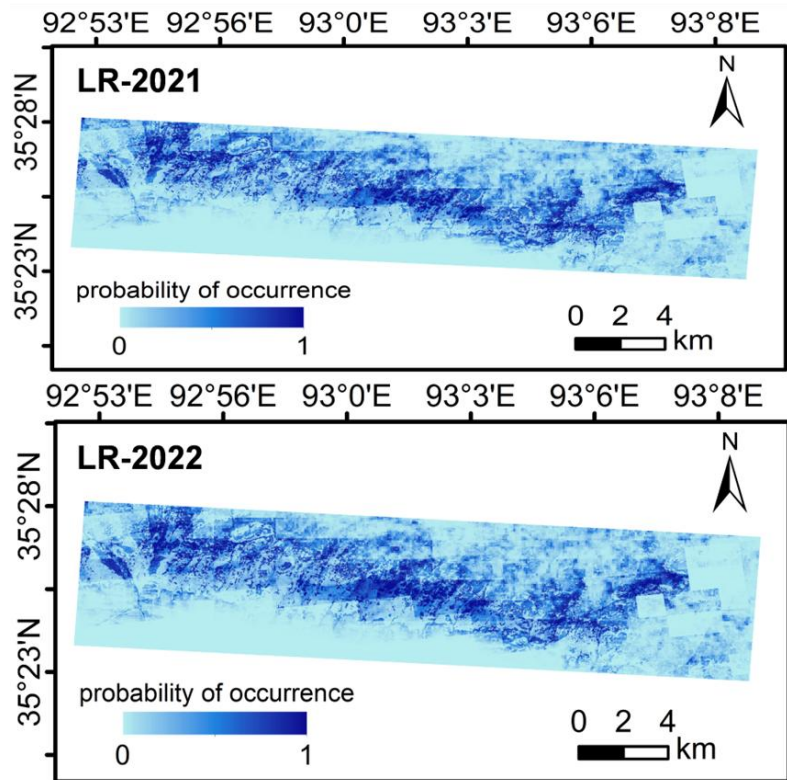 92°53'E 92°56'E 93°0'E 93°3'E 93°6'E 93°8'E
LR-2021
N
35°28'N
35°23'N
probability of occurrence
0 1
0 2 4
km
92°53'E 92°56'E 93°0'E 93°3'E 93°6'E 93°8'E
LR-2022
N
35°28'N
35°23'N
probability of occurrence
0 1
0 2 4
km